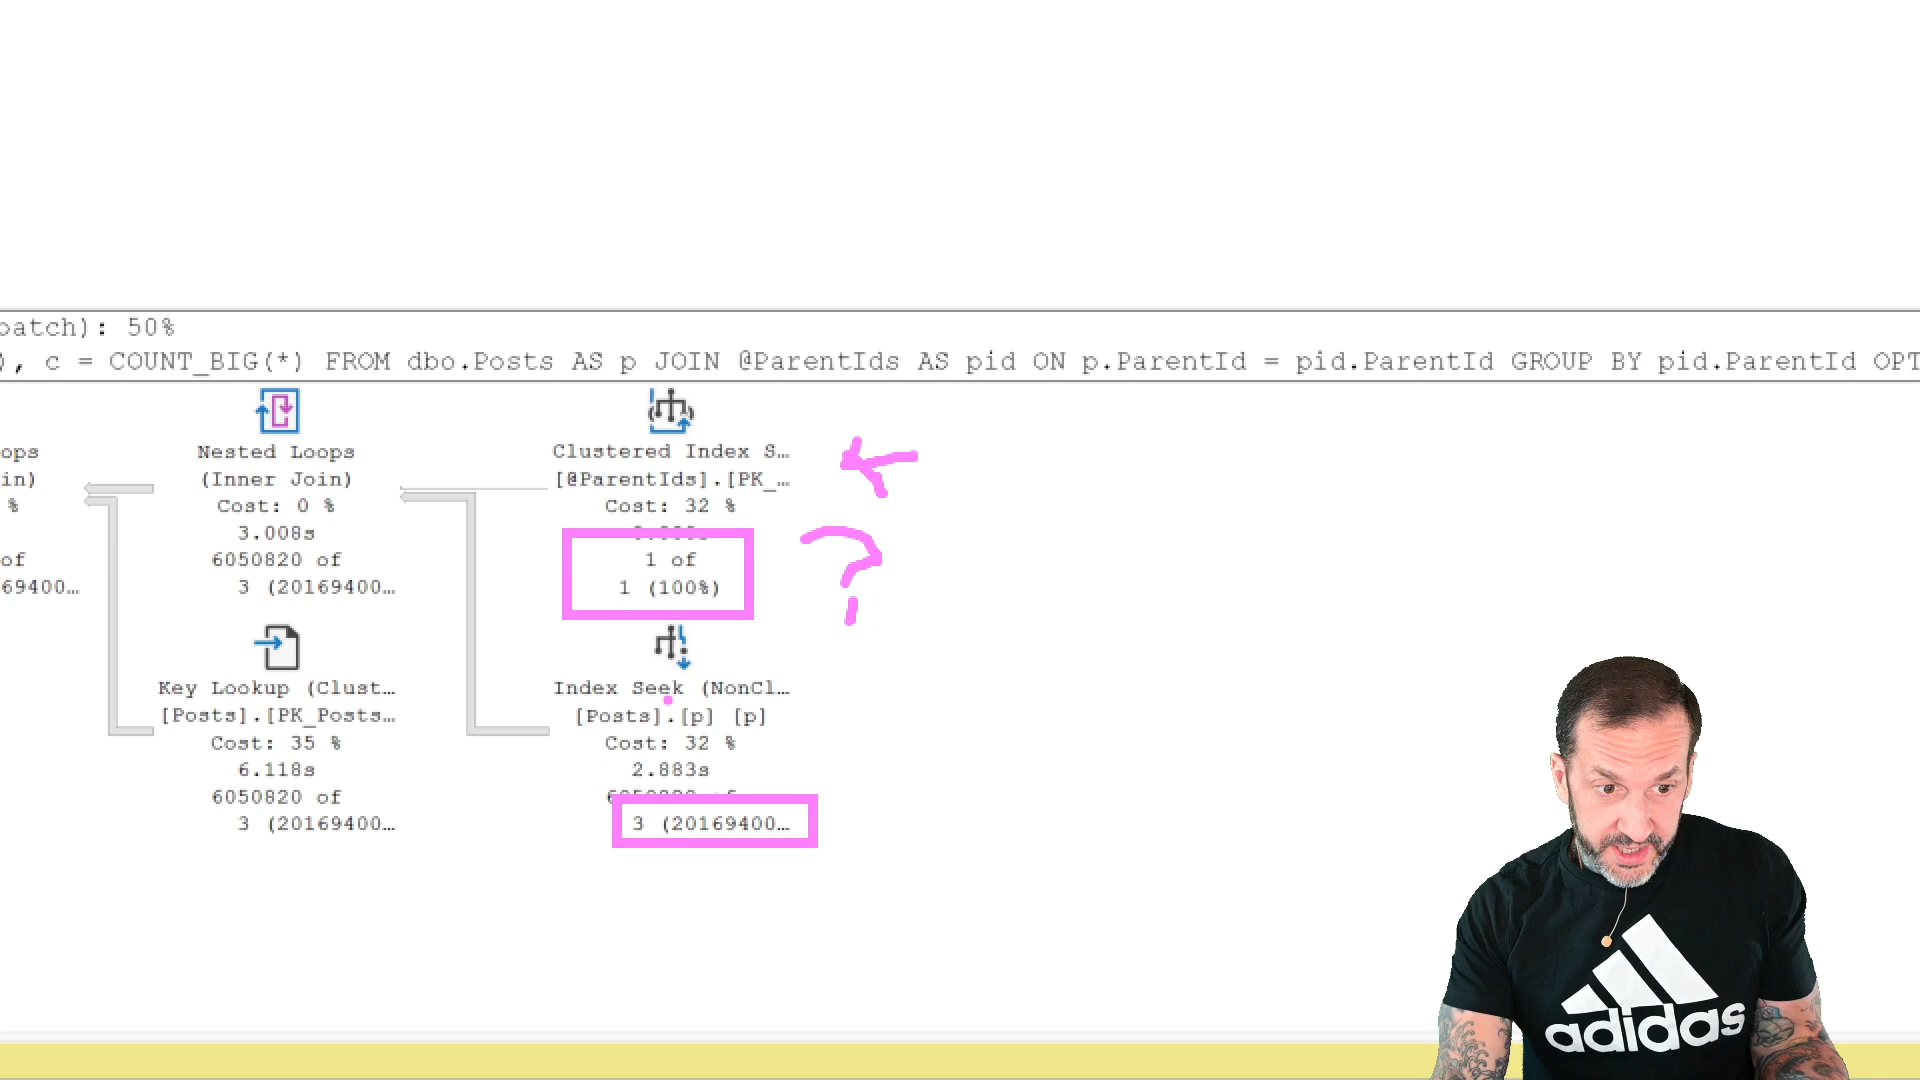 batch): 50%
), c = COUNT_BIG(*) FROM dbo.Posts AS p JOIN @ParentIds AS pid ON p.ParentId = pid.ParentId GROUP BY pid.ParentId OPT
ops
in)
%
of
69400...
Nested Loops
(Inner Join)
Cost: 0 %
3.008s
6050820 of
3 (20169400...
Clustered Index S...
[@ParentIds].[PK_...
Cost: 32 %
1 of
1 (100%)
?
Key Lookup (Clust...
[Posts].[PK_Posts...
Cost: 35 %
6.118s
6050820 of
3 (20169400...
Index Seek (NonCl...
[Posts].[p] [p]
Cost: 32 %
2.883s
3 (20169400...
adidas